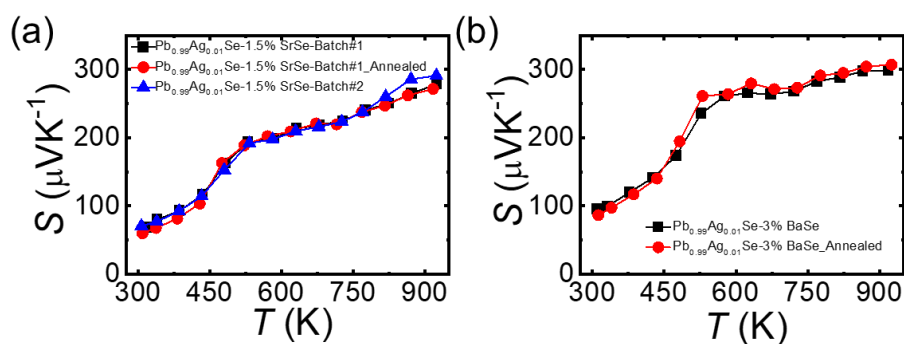 (a)
Pb0.99Ag0.01Se-1.5% SrSe-Batch#1
Pb0.99Ag0.01Se-1.5% SrSe-Batch#1_Annealed
Pb0.99Ag0.01Se-1.5% SrSe-Batch#2
300
200
100
0
S (μVK⁻¹)
300 450 600 750 900
T (K)
(b)
300
200
100
0
S (μVK⁻¹)
Pb0.99Ag0.01Se-3% BaSe
Pb0.99Ag0.01Se-3% BaSe_Annealed
300 450 600 750 900
T (K)